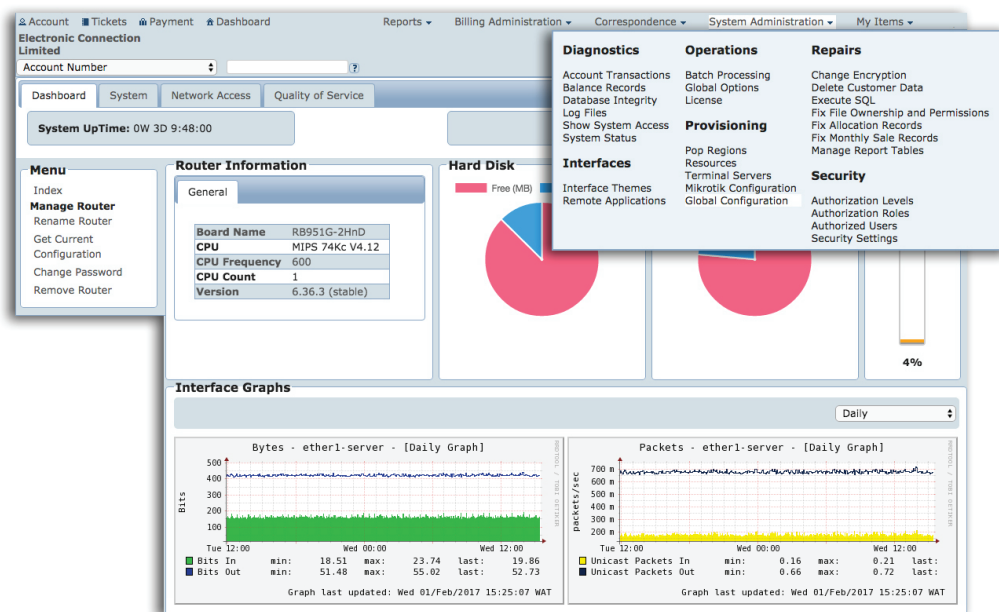 Account Tickets Payment Dashboard Reports Billing Administration Correspondence System Administration My Items
Electronic Connection
Limited
Account Number
?
Dashboard System Network Access Quality of Service
System UpTime: 0W 3D 9:48:00
Diagnostics
Account Transactions
Balance Records
Database Integrity
Log Files
Show System Access
System Status
Interfaces
Interface Themes
Remote Applications
Operations
Batch Processing
Global Options
License
Provisioning
Pop Regions
Resources
Terminal Servers
Mikrotik Configuration
Global Configuration
Repairs
Change Encryption
Delete Customer Data
Execute SQL
Fix File Ownership and Permissions
Fix Allocation Records
Fix Monthly Sale Records
Manage Report Tables
Security
Authorization Levels
Authorization Roles
Authorized Users
Security Settings
Menu
Index
Manage Router
Rename Router
Get Current
Configuration
Change Password
Remove Router
Router Information
General
Board Name RB951G-2HnD
CPU MIPS 74Kc V4.12
CPU Frequency 600
CPU Count 1
Version 6.36.3 (stable)
Hard Disk
Free (MB)
4%
Interface Graphs
Daily
Bytes - ether1-server - [Daily Graph]
RRDTOOL / TOBI OETIKER
Bits
500
400
300
200
100
Tue 12:00 Wed 00:00 Wed 12:00
Bits In min: 18.51 max: 23.74 last: 19.86
Bits Out min: 51.48 max: 55.02 last: 52.73
Graph last updated: Wed 01/Feb/2017 15:25:07 WAT
Packets - ether1-server - [Daily Graph]
RRDTOOL / TOBI OETIKER
packets/sec
700 m
600 m
500 m
400 m
300 m
200 m
Tue 12:00 Wed 00:00 Wed 12:00
Unicast Packets In min: 0.16 max: 0.21 last:
Unicast Packets Out min: 0.66 max: 0.72 last:
Graph last updated: Wed 01/Feb/2017 15:25:07 WAT